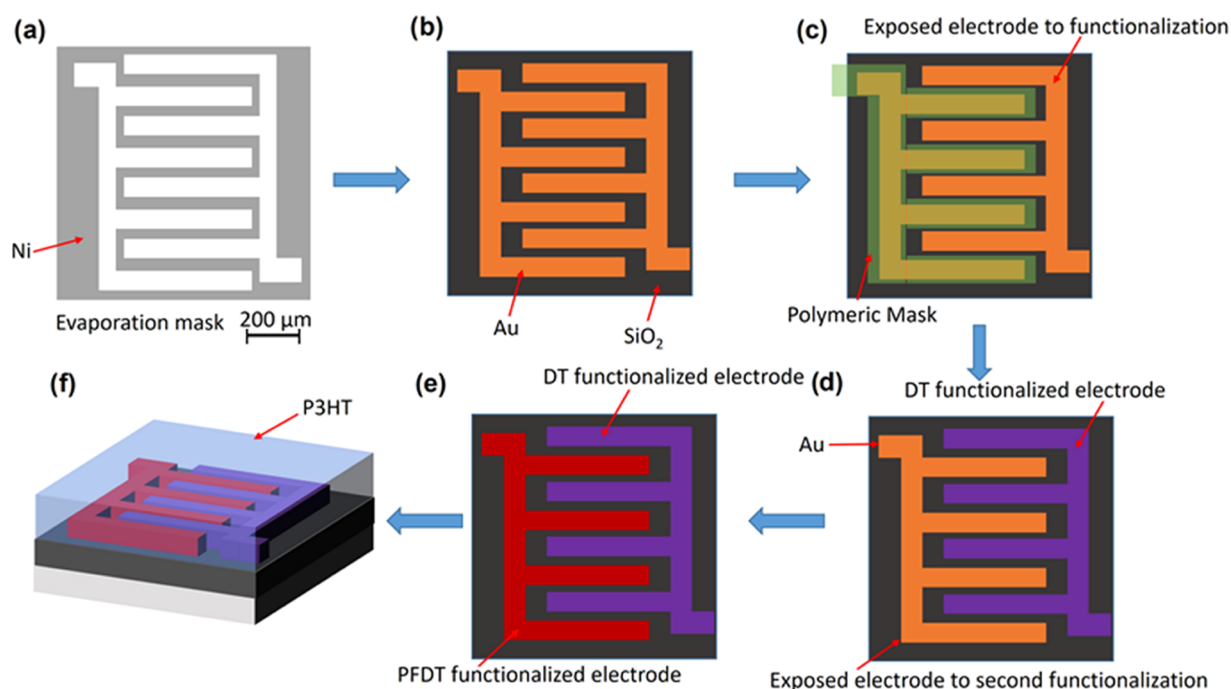 (a)
Ni
Evaporation mask
200 μm
(b)
Au
SiO₂
(c)
Exposed electrode to functionalization
Polymeric Mask
(d)
DT functionalized electrode
Au
Exposed electrode to second functionalization
(e)
DT functionalized electrode
PFDT functionalized electrode
(f)
P3HT